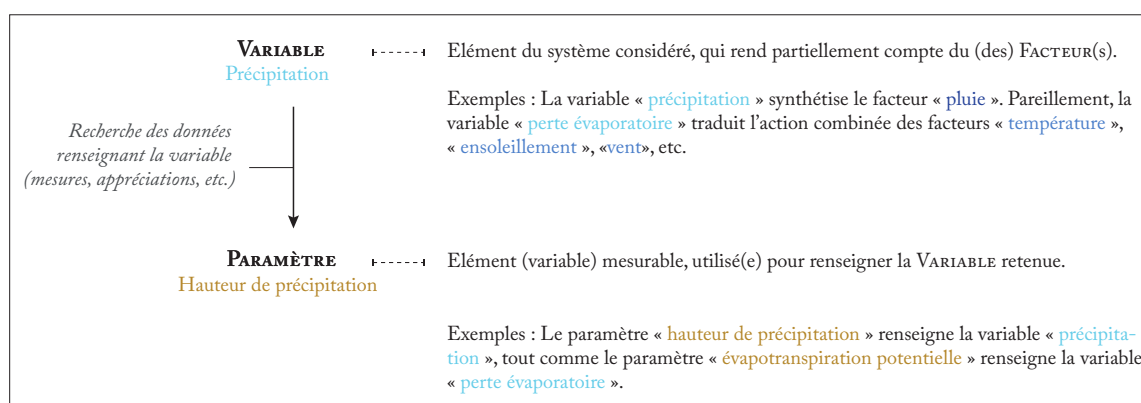 VARIABLE
Précipitation
Elément du système considéré, qui rend partiellement compte du (des) FACTEUR(s).
Exemples : La variable « précipitation » synthétise le facteur « pluie ». Pareillement, la
variable « perte évaporatoire » traduit l'action combinée des facteurs « température »,
« ensoleillement », «vent», etc.
Recherche des données
renseignant la variable
(mesures, appréciations, etc.)
PARAMÈTRE
Hauteur de précipitation
Elément (variable) mesurable, utilisé(e) pour renseigner la VARIABLE retenue.
Exemples : Le paramètre « hauteur de précipitation » renseigne la variable « précipita-
tion », tout comme le paramètre « évapotranspiration potentielle » renseigne la variable
« perte évaporatoire ».